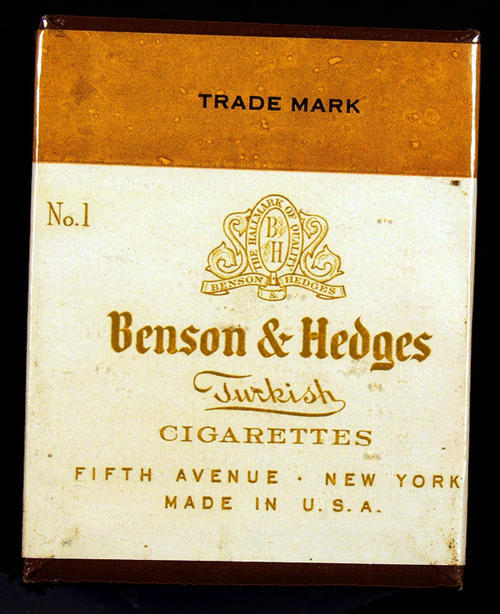 TRADE MARK
No.1
THE HALLMARK OF QUALITY
B
H
BENSON & HEDGES
Benson & Hedges
Turkish
CIGARETTES
FIFTH AVENUE · NEW YORK
MADE IN U.S.A.